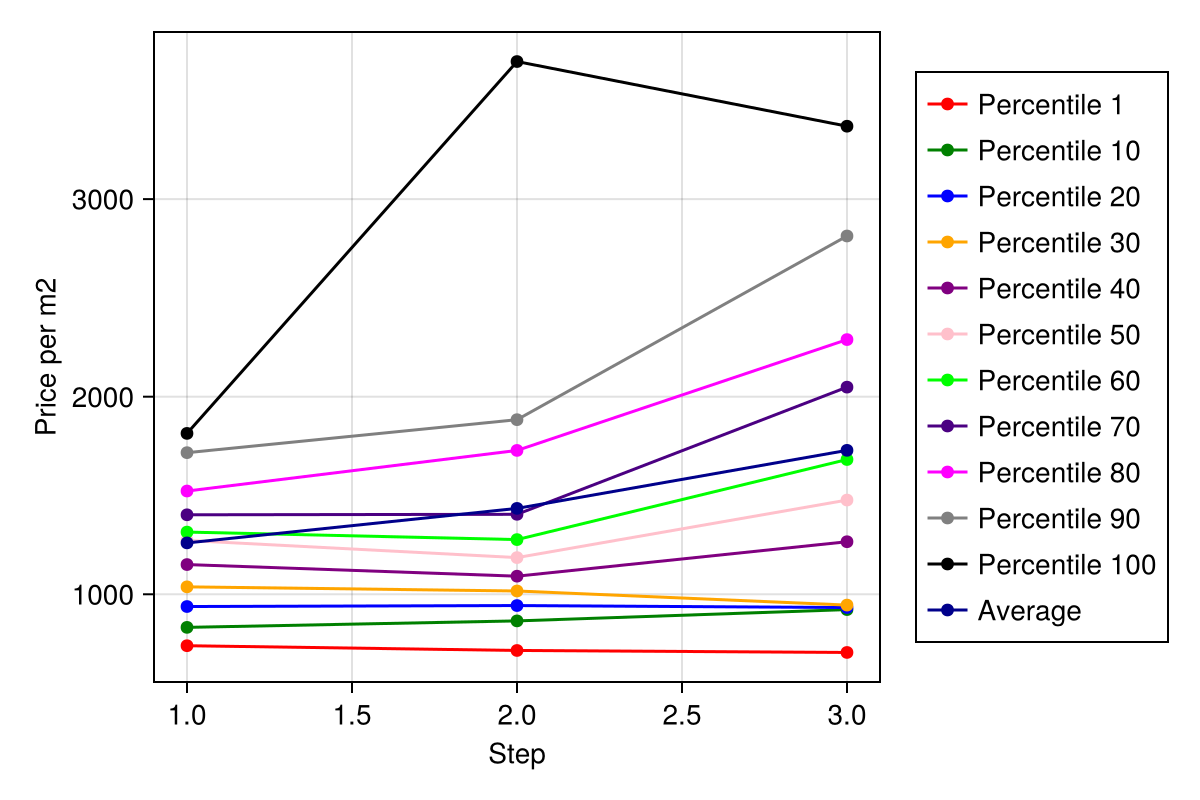 3000
2000
1000
Price per m2
1.0
1.5
2.0
2.5
3.0
Step
Percentile 1
Percentile 10
Percentile 20
Percentile 30
Percentile 40
Percentile 50
Percentile 60
Percentile 70
Percentile 80
Percentile 90
Percentile 100
Average